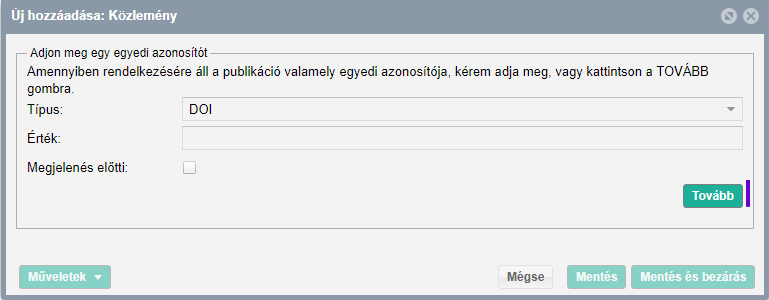 Új hozzáadása: Közlemény
Adjon meg egy egyedi azonosítót
Amennyiben rendelkezésére áll a publikáció valamely egyedi azonosítója, kérem adja meg, vagy kattintson a TOVÁBB
gombra.
Típus: DOI
Érték:
Megjelenés előtti:
Tovább
Műveletek Mégse Mentés Mentés és bezárás